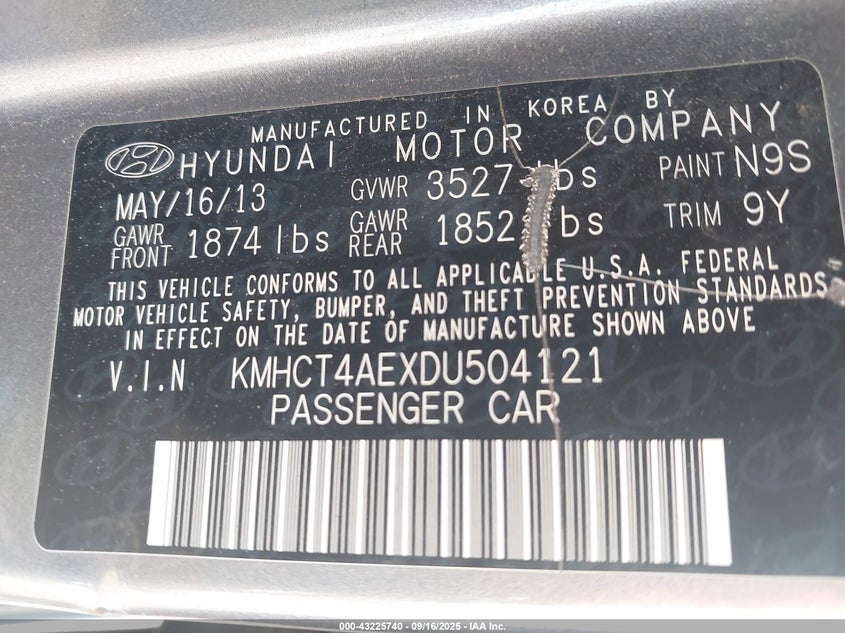 MANUFACTURED IN KOREA BY
HYUNDAI MOTOR COMPANY
MAY/16/13 GVWR 3527 lbs PAINT N9S
GAWR FRONT 1874 lbs GAWR REAR 1852 lbs TRIM 9Y
THIS VEHICLE CONFORMS TO ALL APPLICABLE U.S.A. FEDERAL
MOTOR VEHICLE SAFETY, BUMPER, AND THEFT PREVENTION STANDARDS
IN EFFECT ON THE DATE OF MANUFACTURE SHOWN ABOVE
V.I.N KMHCT4AEXDU504121
PASSENGER CAR
000-43225740 - 09/16/2025 - IAA Inc.